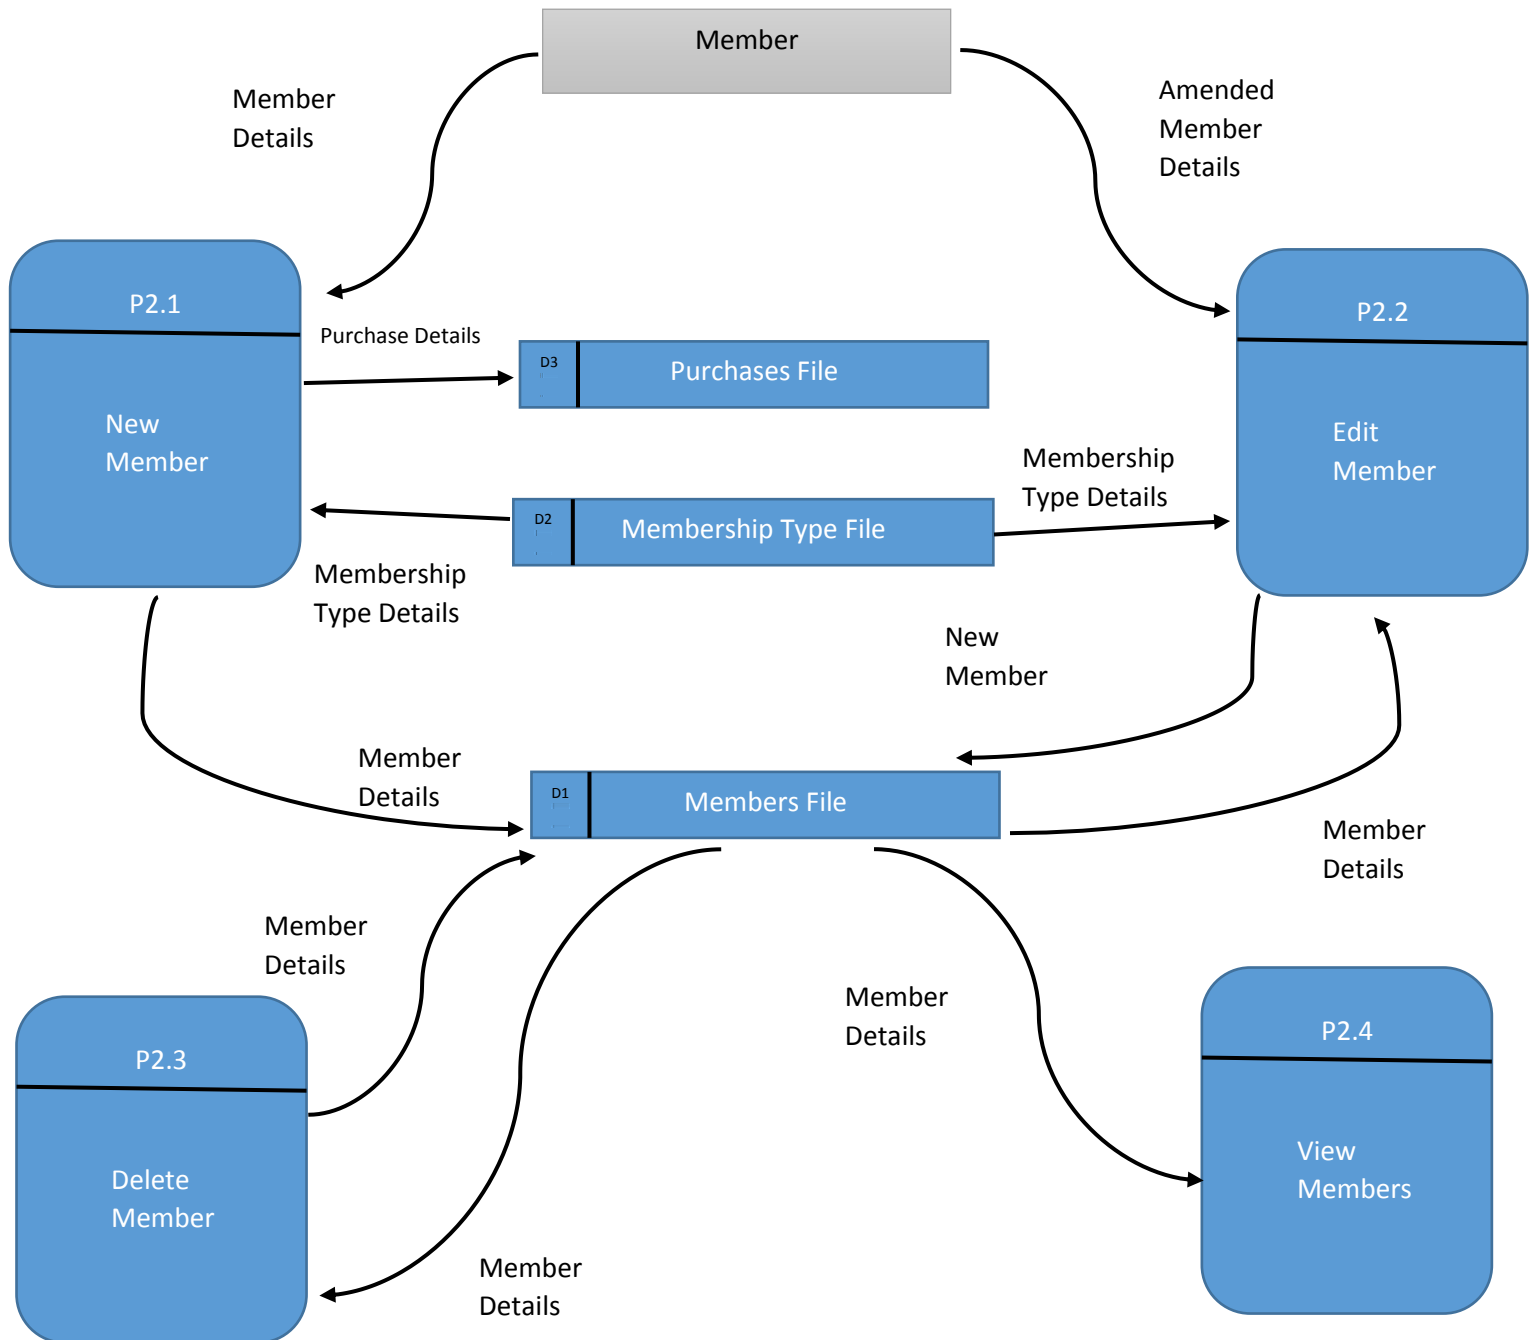 Member
Member
Details
Amended
Member
Details
P2.1
New
Member
Purchase Details
D3
Purchases File
P2.2
Edit
Member
Membership
Type Details
D2
Membership Type File
Membership
Type Details
New
Member
Member
Details
D1
Members File
Member
Details
Member
Details
Member
Details
P2.3
Delete
Member
P2.4
View
Members
Member
Details